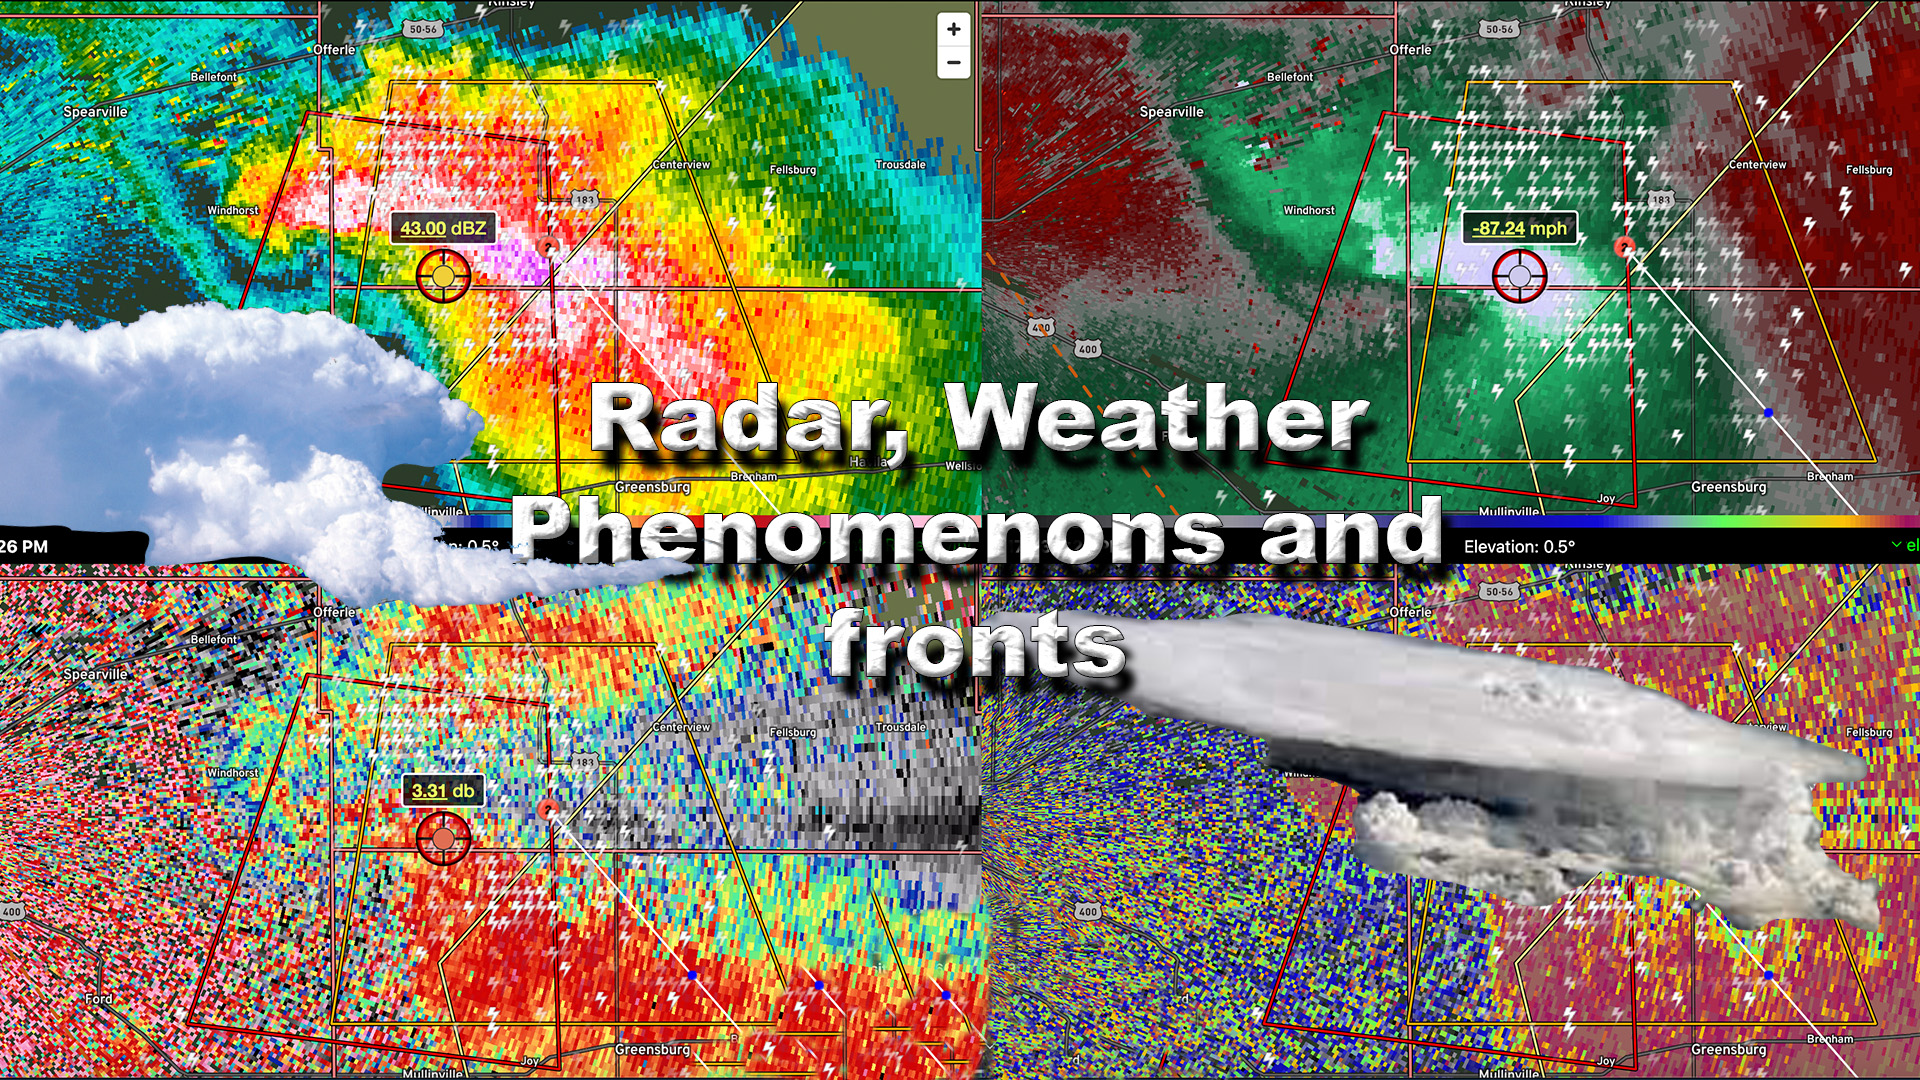 Kinsley
50-56
Offerle
Bellefont
Spearville
+
−
Centerview
Fellsburg
Trousdale
Windhorst
183
43.00 dBZ
Greensburg
Brenham
Kinsley
50-56
Offerle
Bellefont
Spearville
Centerview
Fellsburg
Windhorst
183
-87.24 mph
400
400
Joy
Greensburg
Brenham
Mullinville
Radar, Weather
Phenomenons and
fronts
26 PM
0.5°
Elevation: 0.5°
el
Offerle
Bellefont
Spearville
Centerview
Fellsburg
Trousdale
Windhorst
183
3.31 db
400
Ford
Joy
Greensburg
Mullinville
Kinsley
50-56
Offerle
Fellsburg
400
Joy
Greensburg
Brenham
Mullinville